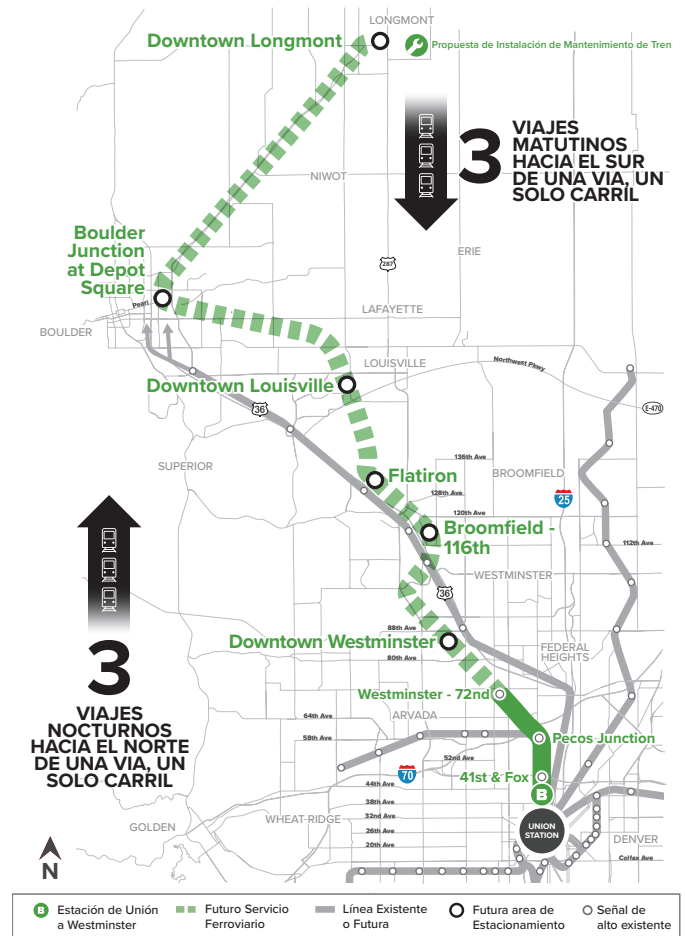 LONGMONT
Downtown Longmont
Propuesta de Instalación de Mantenimiento de Tren
3
VIAJES
MATUTINOS
HACIA EL SUR
DE UNA VIA, UN
SOLO CARRIL
NIWOT
Boulder
Junction
at Depot
Square
ERIE
287
Pearl
LAFAYETTE
BOULDER
LOUISVILLE
Northwest Pkwy
Downtown Louisville
36
E-470
136th Ave
SUPERIOR
Flatiron
BROOMFIELD
128th Ave
25
120th Ave
Broomfield -
116th
112th Ave
WESTMINSTER
36
88th Ave
Downtown Westminster
80th Ave
FEDERAL
HEIGHTS
3
VIAJES
NOCTURNOS
HACIA EL NORTE
DE UNA VIA, UN
SOLO CARRIL
Westminster - 72nd
64th Ave
ARVADA
58th Ave
Pecos Junction
52nd Ave
70
41st & Fox
44th Ave
B
38th Ave
GOLDEN
WHEAT-RIDGE
32nd Ave
26th Ave
20th Ave
UNION
STATION
DENVER
Colfax Ave
N
B Estación de Unión
a Westminster
Futuro Servicio
Ferroviario
Línea Existente
o Futura
Futura area de
Estacionamiento
Señal de
alto existente